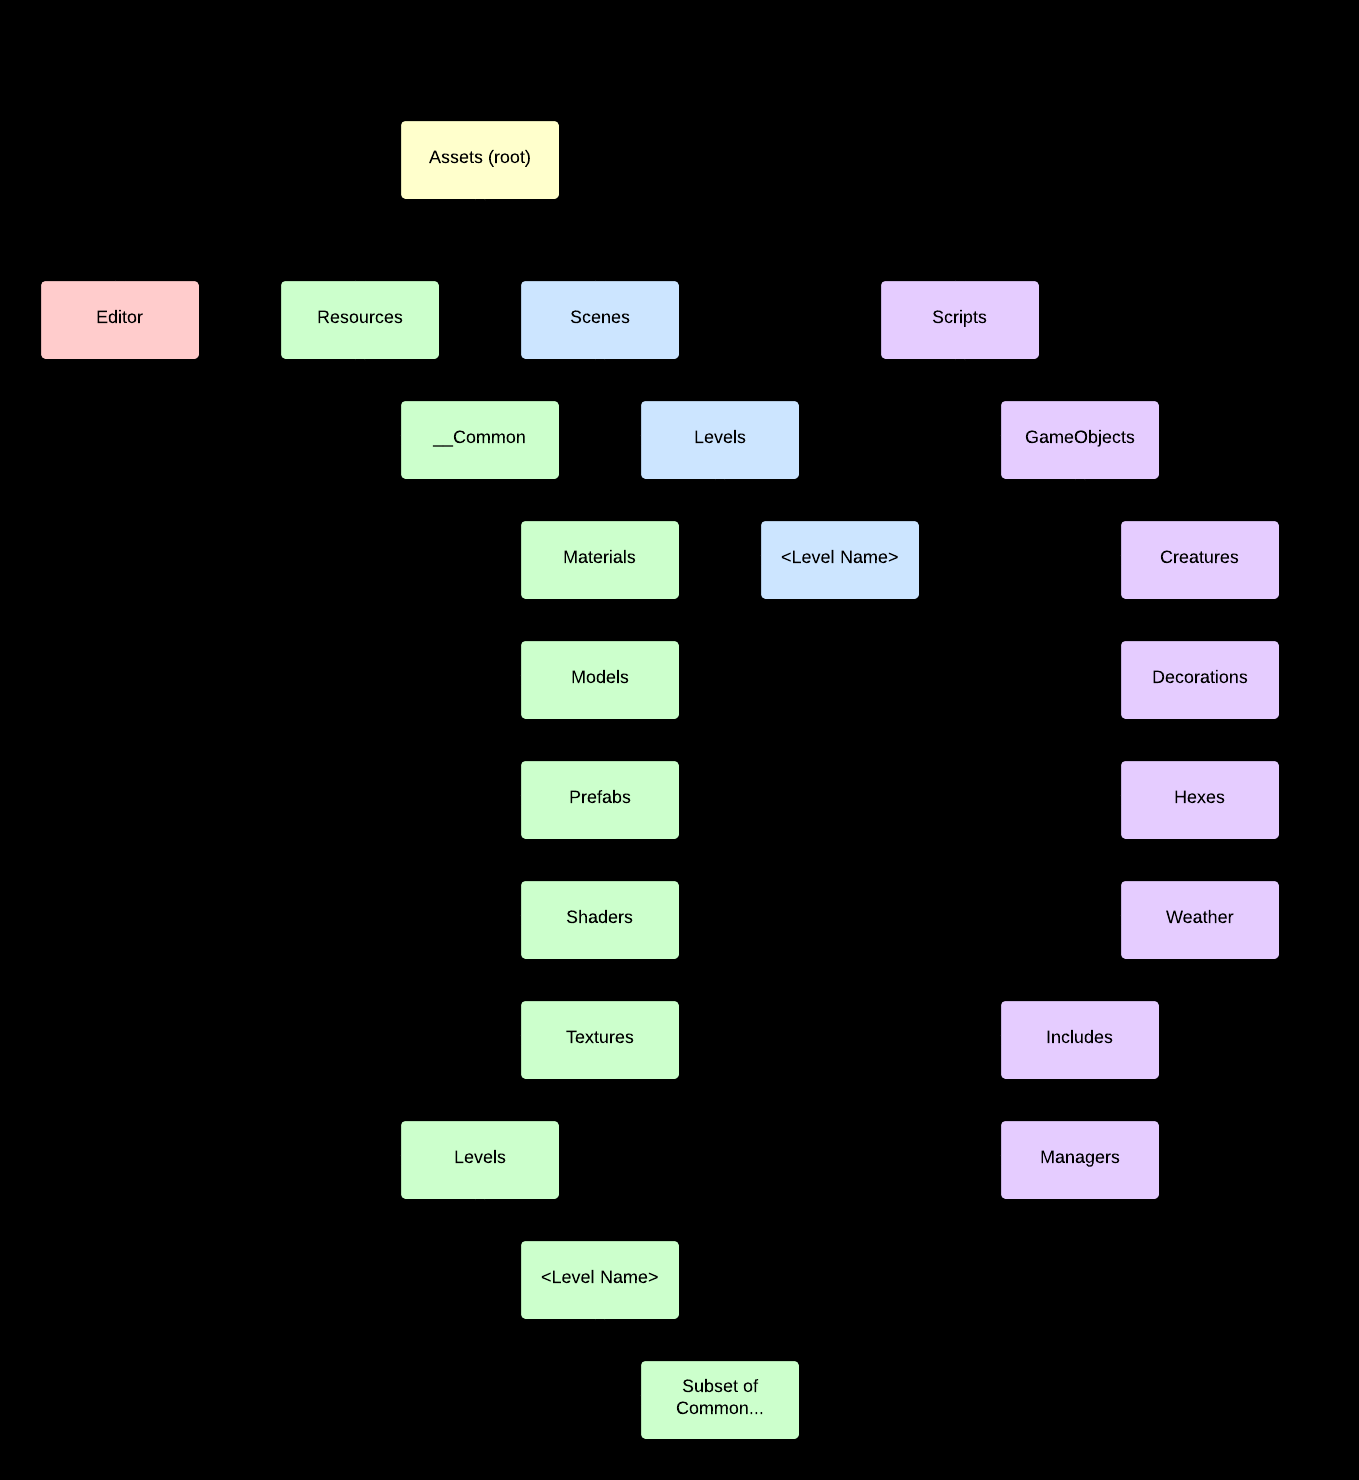 Assets (root)
Editor
Resources
Scenes
Scripts
__Common
Levels
GameObjects
Materials
<Level Name>
Creatures
Models
Decorations
Prefabs
Hexes
Shaders
Weather
Textures
Includes
Levels
Managers
<Level Name>
Subset of
Common...